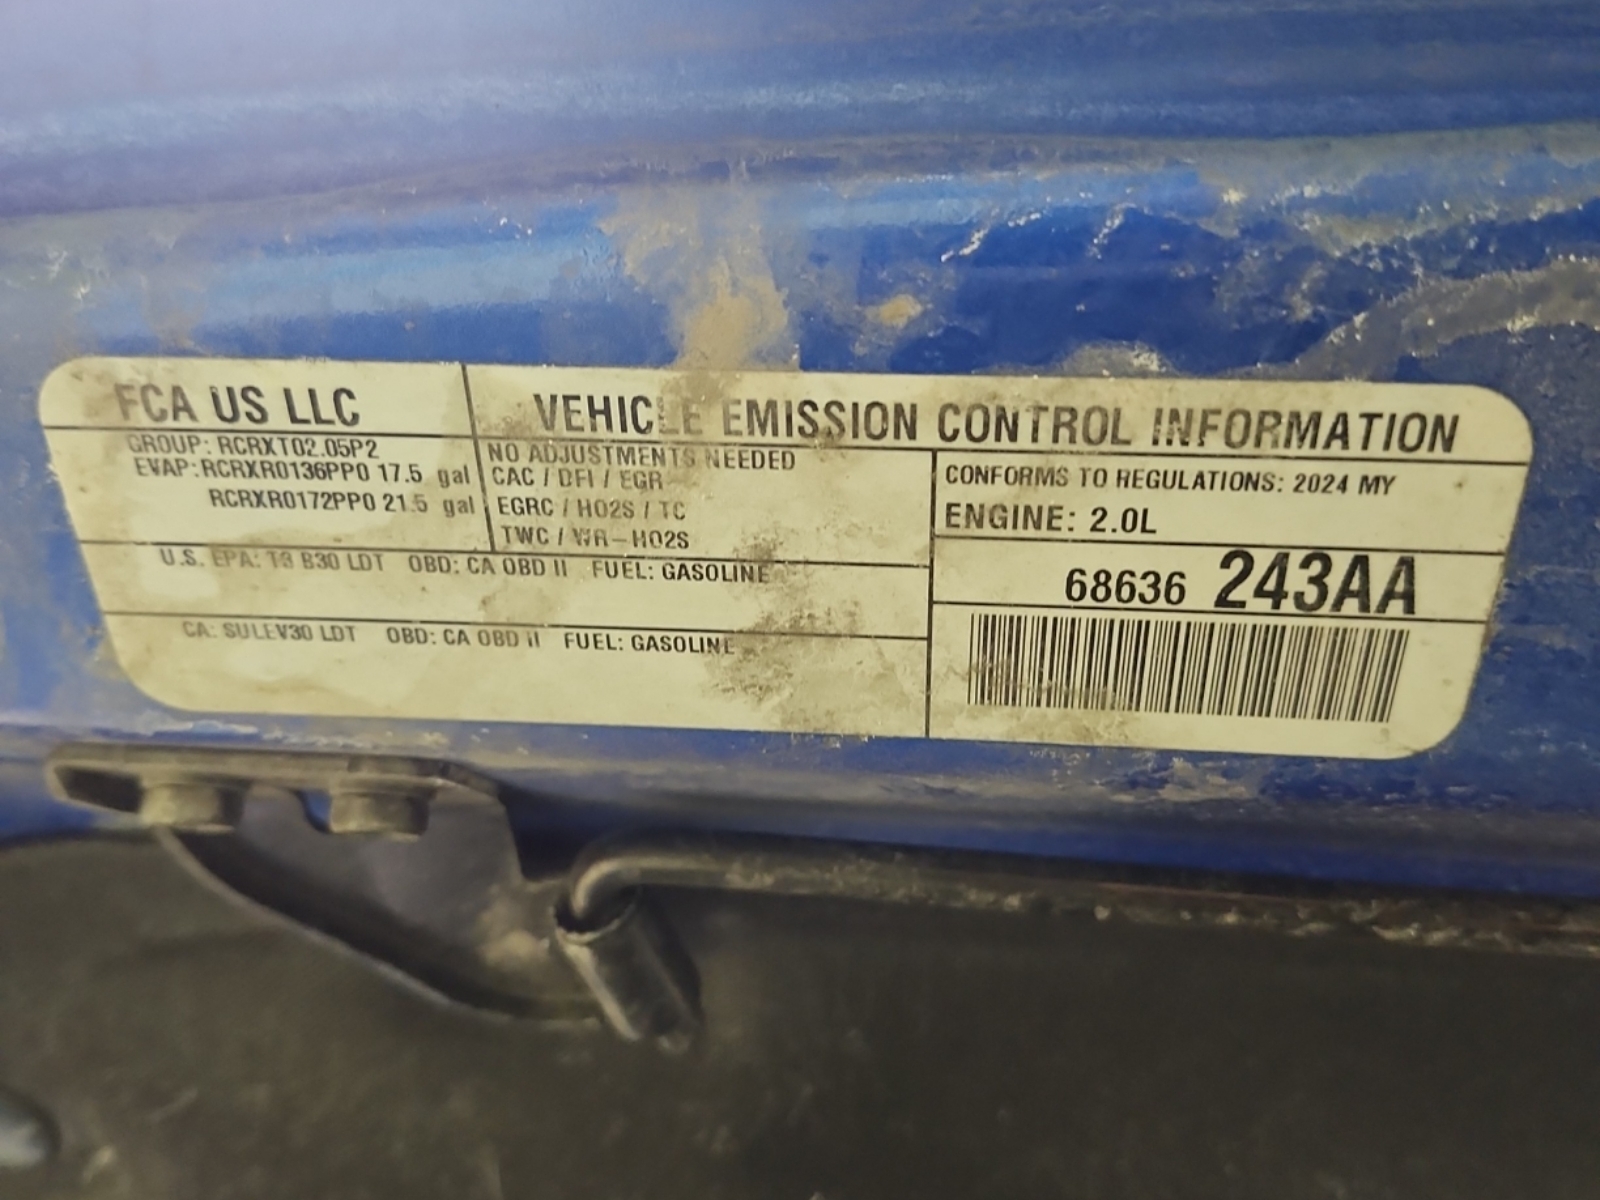 FCA US LLC
VEHICLE EMISSION CONTROL INFORMATION
GROUP: RCRXT02.05P2
EVAP: RCRXR0136PP0 17.5 gal
RCRXR0172PP0 21.5 gal
NO ADJUSTMENTS NEEDED
CAC / DFI / EGR
EGRC / HO2S / TC
TWC / WR-HO2S
CONFORMS TO REGULATIONS: 2024 MY
ENGINE: 2.0L
U.S. EPA: T3 B30 LDT OBD: CA OBD II FUEL: GASOLINE
68636 243AA
CA: SULEV30 LDT OBD: CA OBD II FUEL: GASOLINE